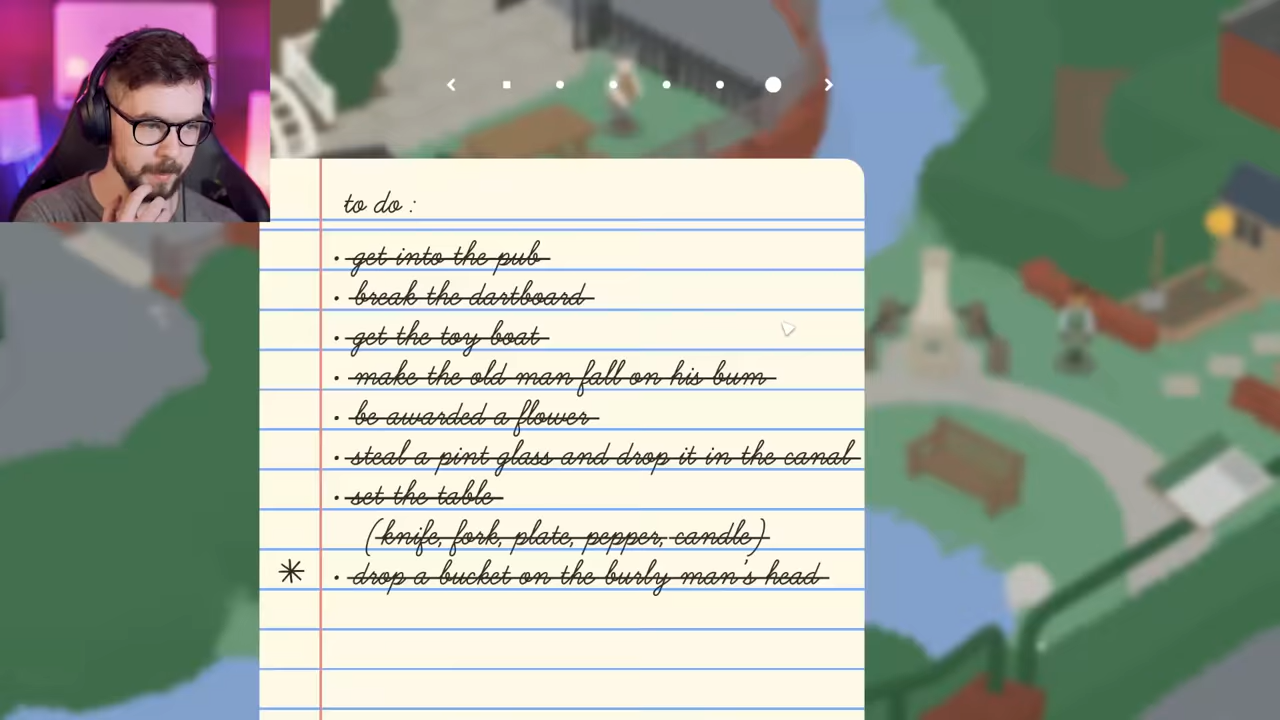 to do :
· get into the pub
· break the dartboard
· get the toy boat
· make the old man fall on his bum
· be awarded a flower
· steal a pint glass and drop it in the canal
· set the table
(knife, fork, plate, pepper, candle)
· drop a bucket on the burly man's head